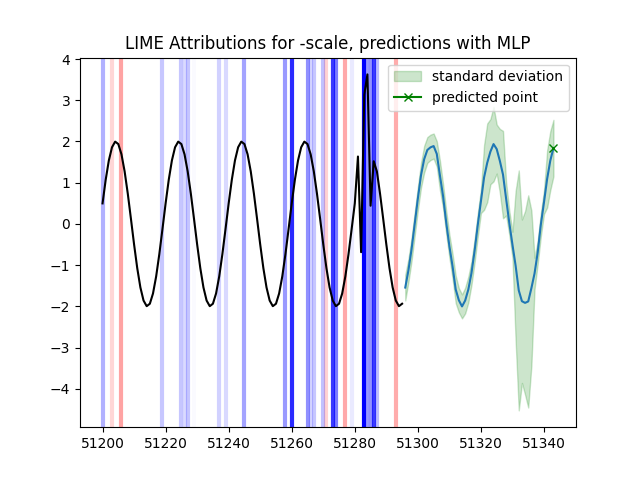 LIME Attributions for -scale, predictions with MLP
standard deviation
predicted point
4
3
2
1
0
−1
−2
−3
−4
51200 51220 51240 51260 51280 51300 51320 51340